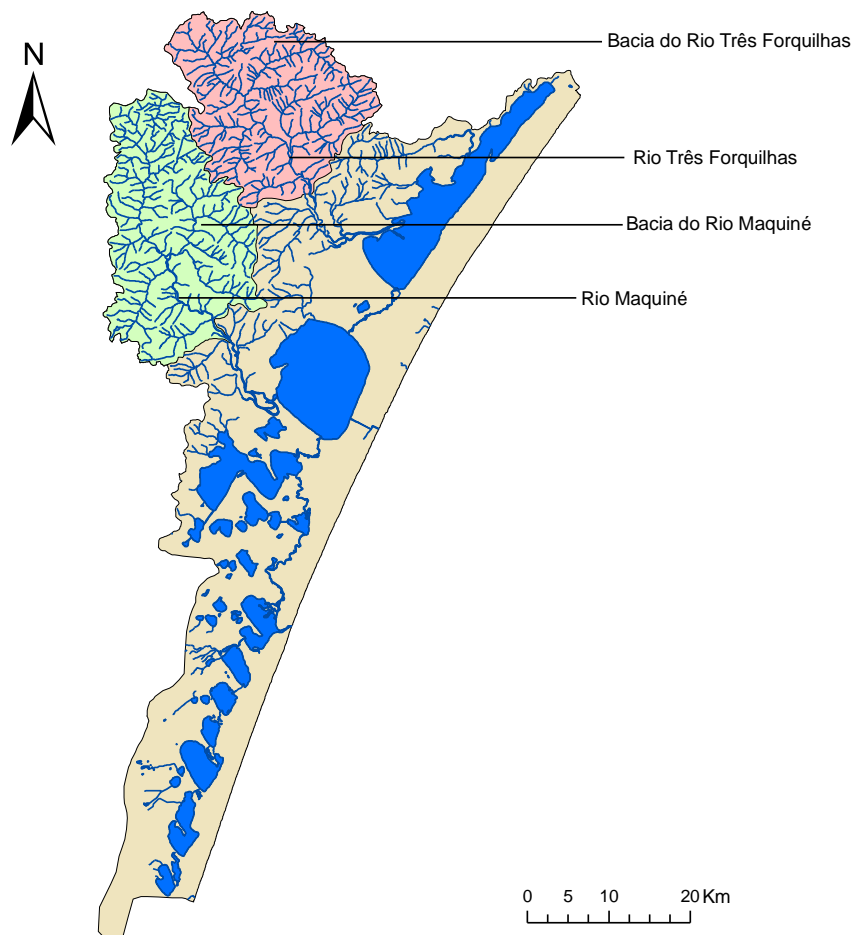 Bacia do Rio Três Forquilhas
N
Rio Três Forquilhas
Bacia do Rio Maquiné
Rio Maquiné
0 5 10 20 Km